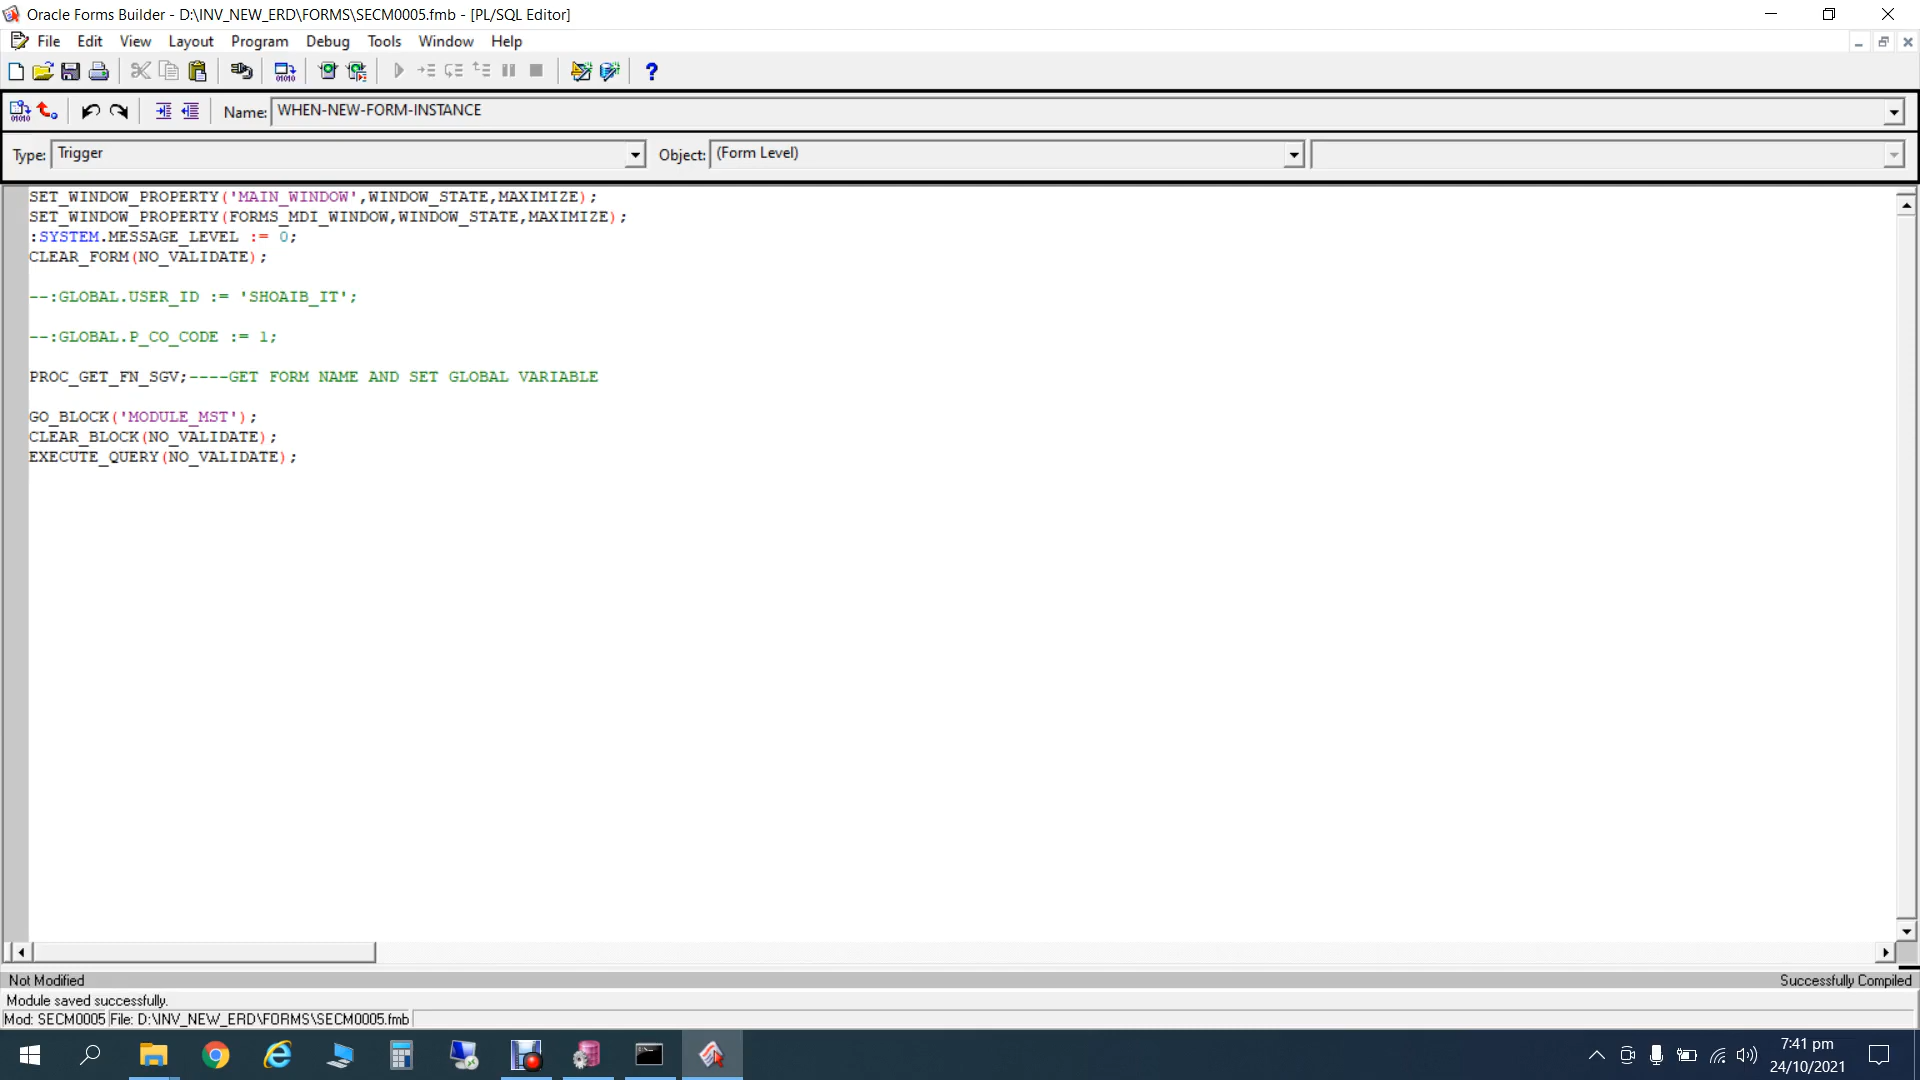 Oracle Forms Builder - D:\INV_NEW_ERD\FORMS\SECM0005.fmb - [PL/SQL Editor]
File Edit View Layout Program Debug Tools Window Help
Name: WHEN-NEW-FORM-INSTANCE
Type: Trigger Object: (Form Level)
SET_WINDOW_PROPERTY('MAIN_WINDOW',WINDOW_STATE,MAXIMIZE);
SET_WINDOW_PROPERTY(FORMS_MDI_WINDOW,WINDOW_STATE,MAXIMIZE);
:SYSTEM.MESSAGE_LEVEL := 0;
CLEAR_FORM(NO_VALIDATE);
--:GLOBAL.USER_ID := 'SHOAIB_IT';
--:GLOBAL.P_CO_CODE := 1;
PROC_GET_FN_SGV;----GET FORM NAME AND SET GLOBAL VARIABLE
GO_BLOCK('MODULE_MST');
CLEAR_BLOCK(NO_VALIDATE);
EXECUTE_QUERY(NO_VALIDATE);
Not Modified Successfully Compiled
Module saved successfully.
Mod: SECM0005 File: D:\INV_NEW_ERD\FORMS\SECM0005.fmb
7:41 pm
24/10/2021